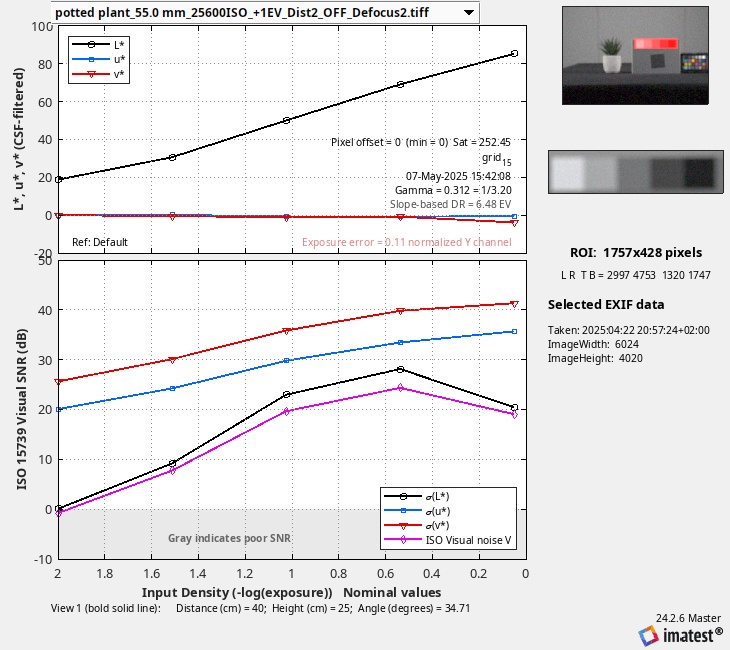 potted plant_55.0 mm_25600ISO_+1EV_Dist2_OFF_Defocus2.tiff
L*, u*, v* (CSF-filtered)
100
80
60
40
20
0
-20
L*
u*
v*
Pixel offset = 0 (min = 0) Sat = 252.45
grid15
07-May-2025 15:42:08
Gamma = 0.312 = 1/3.20
Slope-based DR = 6.48 EV
Ref: Default
Exposure error = 0.11 normalized Y channel
ISO 15739 Visual SNR (dB)
50
40
30
20
10
0
-10
σ(L*)
σ(u*)
σ(v*)
ISO Visual noise V
Gray indicates poor SNR
2 1.8 1.6 1.4 1.2 1 0.8 0.6 0.4 0.2 0
Input Density (-log(exposure)) Nominal values
View 1 (bold solid line): Distance (cm) = 40; Height (cm) = 25; Angle (degrees) = 34.71
ROI: 1757x428 pixels
L R T B = 2997 4753 1320 1747
Selected EXIF data
Taken: 2025:04:22 20:57:24+02:00
ImageWidth: 6024
ImageHeight: 4020
24.2.6 Master
imatest®